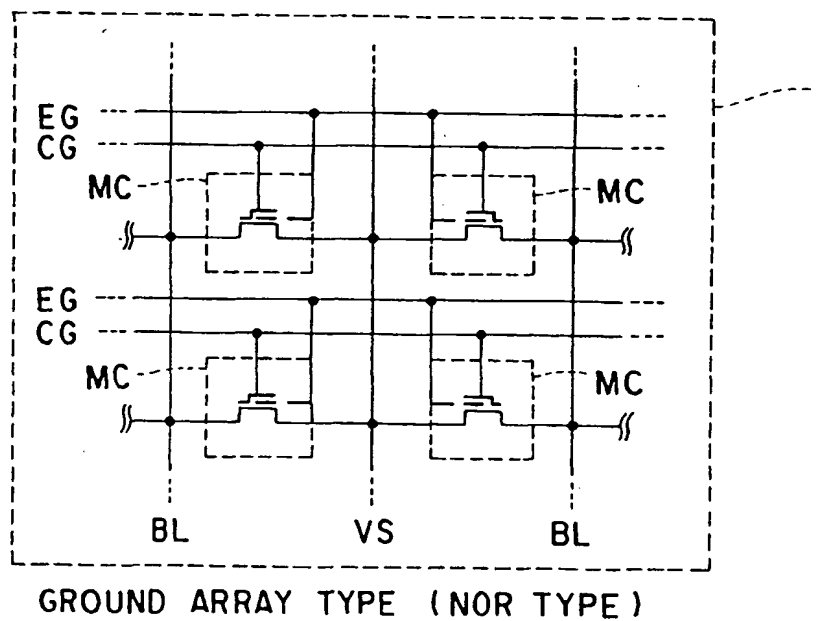 EG
CG
MC MC
EG
CG
MC MC
BL VS BL
GROUND ARRAY TYPE (NOR TYPE)